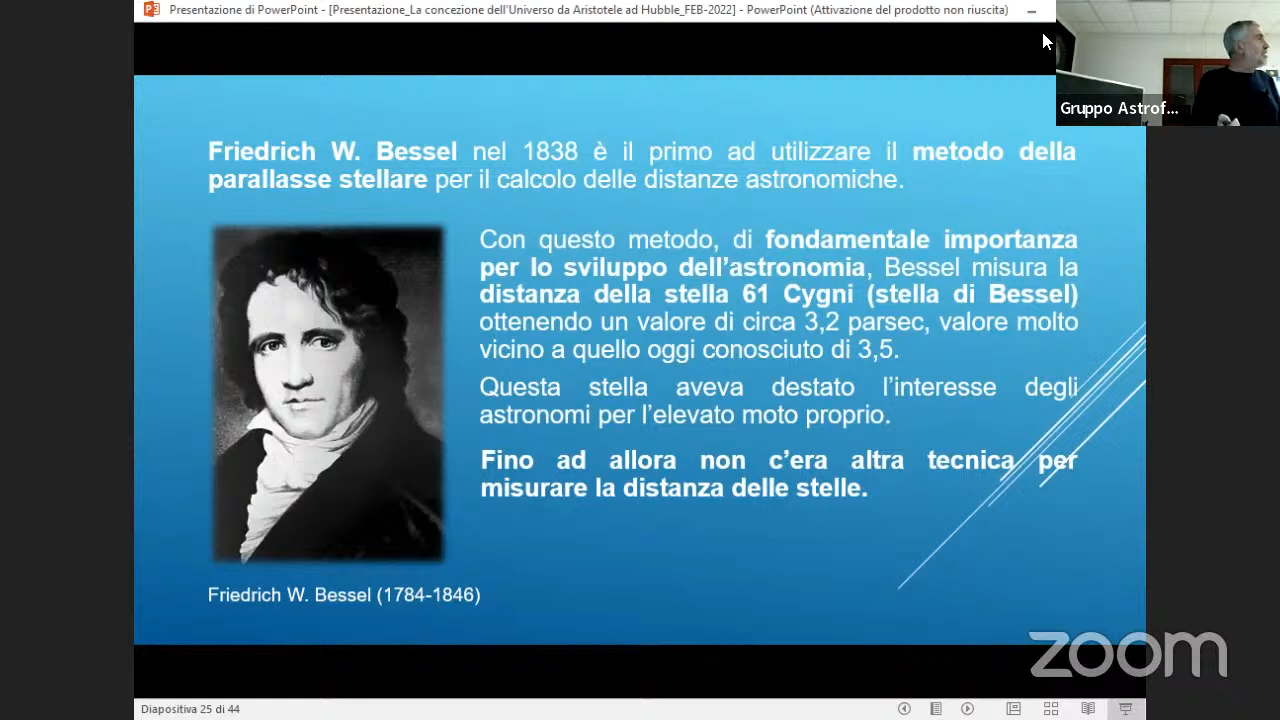 Presentazione di PowerPoint - [Presentazione_La concezione dell'Universo da Aristotele ad Hubble_FEB-2022] - PowerPoint (Attivazione del prodotto non riuscita)
Gruppo Astrof...
Friedrich W. Bessel nel 1838 è il primo ad utilizzare il metodo della
parallasse stellare per il calcolo delle distanze astronomiche.
Con questo metodo, di fondamentale importanza
per lo sviluppo dell'astronomia, Bessel misura la
distanza della stella 61 Cygni (stella di Bessel)
ottenendo un valore di circa 3,2 parsec, valore molto
vicino a quello oggi conosciuto di 3,5.
Questa stella aveva destato l'interesse degli
astronomi per l'elevato moto proprio.
Fino ad allora non c'era altra tecnica per
misurare la distanza delle stelle.
Friedrich W. Bessel (1784-1846)
zoom
Diapositiva 25 di 44